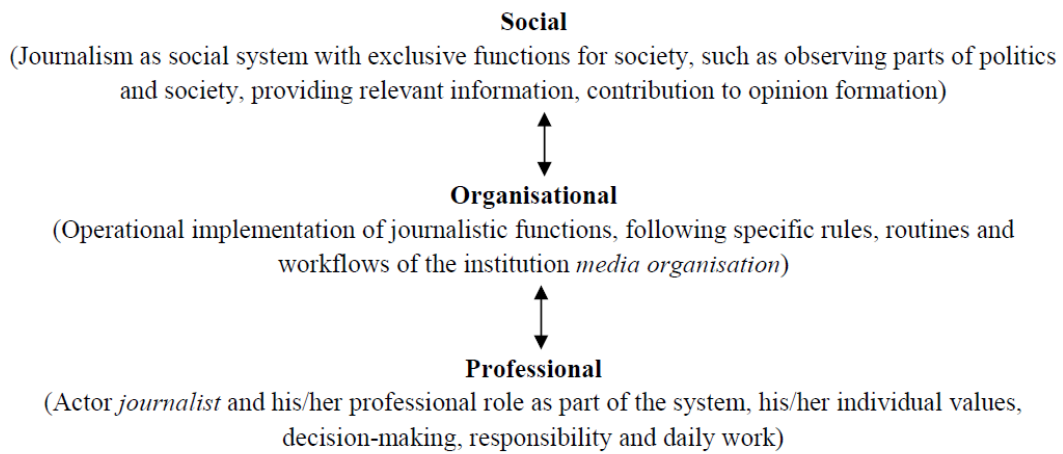 Social
(Journalism as social system with exclusive functions for society, such as observing parts of politics
and society, providing relevant information, contribution to opinion formation)
Organisational
(Operational implementation of journalistic functions, following specific rules, routines and
workflows of the institution media organisation)
Professional
(Actor journalist and his/her professional role as part of the system, his/her individual values,
decision-making, responsibility and daily work)